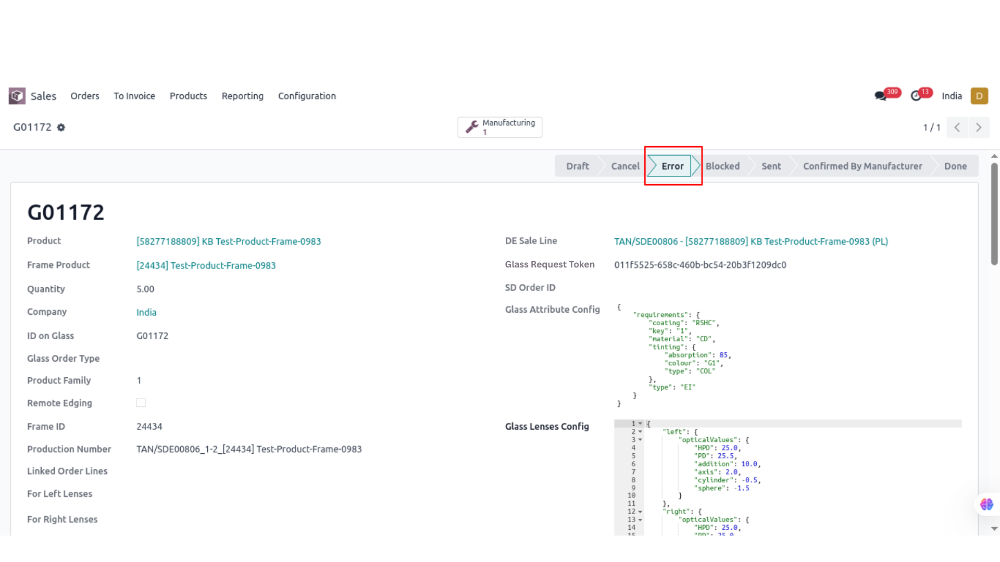 Sales Orders To Invoice Products Reporting Configuration 309 13 India D
G01172 Manufacturing 1 1 / 1
Draft Cancel Error Blocked Sent Confirmed By Manufacturer Done
G01172
Product [58277188809] KB Test-Product-Frame-0983
Frame Product [24434] Test-Product-Frame-0983
Quantity 5.00
Company India
ID on Glass G01172
Glass Order Type
Product Family 1
Remote Edging
Frame ID 24434
Production Number TAN/SDE00806_1-2_[24434] Test-Product-Frame-0983
Linked Order Lines
For Left Lenses
For Right Lenses
DE Sale Line TAN/SDE00806 - [58277188809] KB Test-Product-Frame-0983 (PL)
Glass Request Token 011f5525-658c-460b-bc54-20b3f1209dc0
SD Order ID
Glass Attribute Config {
"requirements": {
"coating": "RSHC",
"key": "1",
"material": "CD",
"tinting": {
"absorption": 85,
"colour": "G1",
"type": "COL"
},
"type": "EI"
}
}
Glass Lenses Config 1 {
2 "left": {
3 "opticalValues": {
4 "HPD": 25.0,
5 "PD": 25.5,
6 "addition": 10.0,
7 "axis": 2.0,
8 "cylinder": -0.5,
9 "sphere": -1.5
10 }
11 },
12 "right": {
13 "opticalValues": {
14 "HPD": 25.0,
15 "PD": 25.0